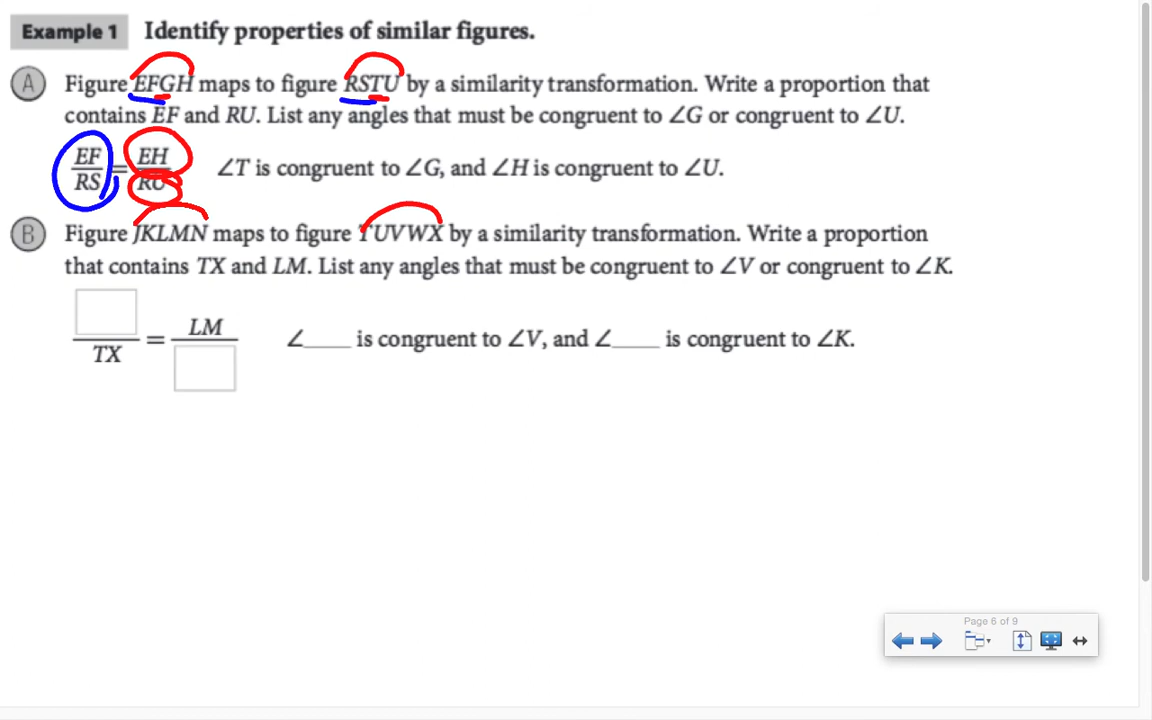 Example 1 Identify properties of similar figures.
A Figure EFGH maps to figure RSTU by a similarity transformation. Write a proportion that
contains EF and RU. List any angles that must be congruent to ∠G or congruent to ∠U.
EF/RS = EH/RU ∠T is congruent to ∠G, and ∠H is congruent to ∠U.
B Figure JKLMN maps to figure TUVWX by a similarity transformation. Write a proportion
that contains TX and LM. List any angles that must be congruent to ∠V or congruent to ∠K.
□/TX = LM/□ ∠____ is congruent to ∠V, and ∠____ is congruent to ∠K.
Page 6 of 9